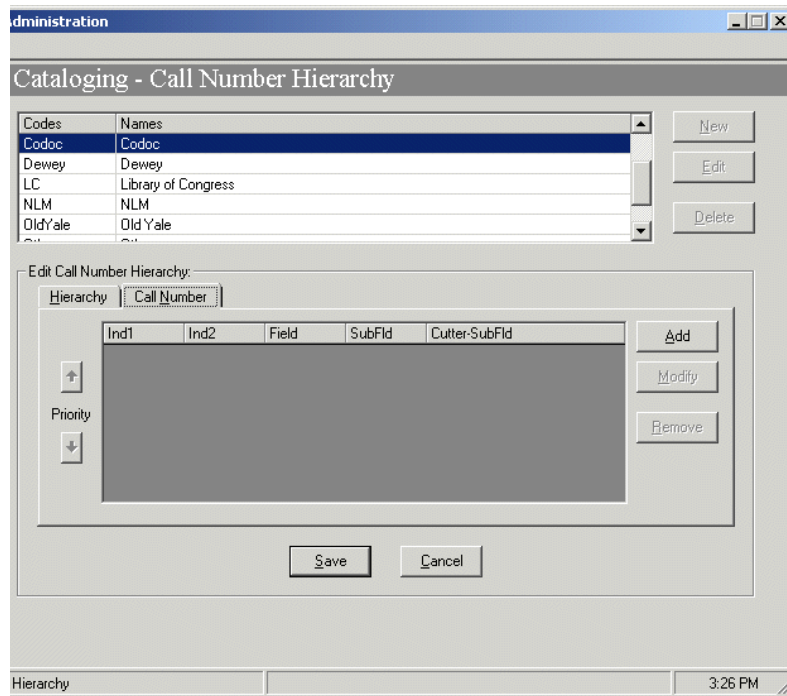 Administration
Cataloging - Call Number Hierarchy
Codes Names
Codoc Codoc
Dewey Dewey
LC Library of Congress
NLM NLM
OldYale Old Yale
New
Edit
Delete
Edit Call Number Hierarchy:
Hierarchy Call Number
Ind1 Ind2 Field SubFld Cutter-SubFld
Priority
Add
Modify
Remove
Save Cancel
Hierarchy 3:26 PM